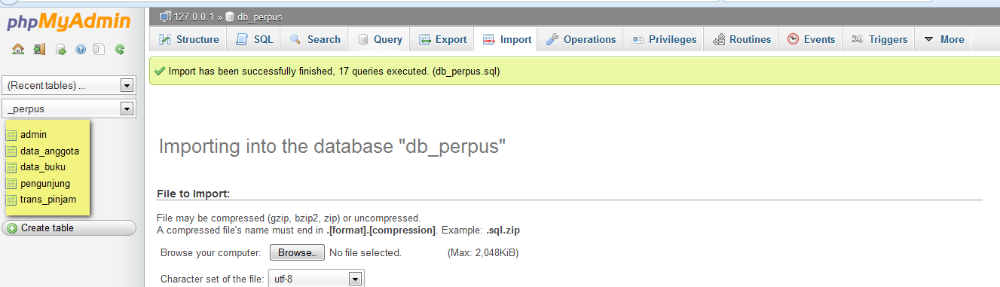 phpMyAdmin
(Recent tables) ...
_perpus
admin
data_anggota
data_buku
pengunjung
trans_pinjam
Create table
127.0.0.1 » db_perpus
Structure SQL Search Query Export Import Operations Privileges Routines Events Triggers More
Import has been successfully finished, 17 queries executed. (db_perpus.sql)
Importing into the database "db_perpus"
File to Import:
File may be compressed (gzip, bzip2, zip) or uncompressed.
A compressed file's name must end in .[format].[compression]. Example: .sql.zip
Browse your computer: Browse.. No file selected. (Max: 2,048KiB)
Character set of the file: utf-8